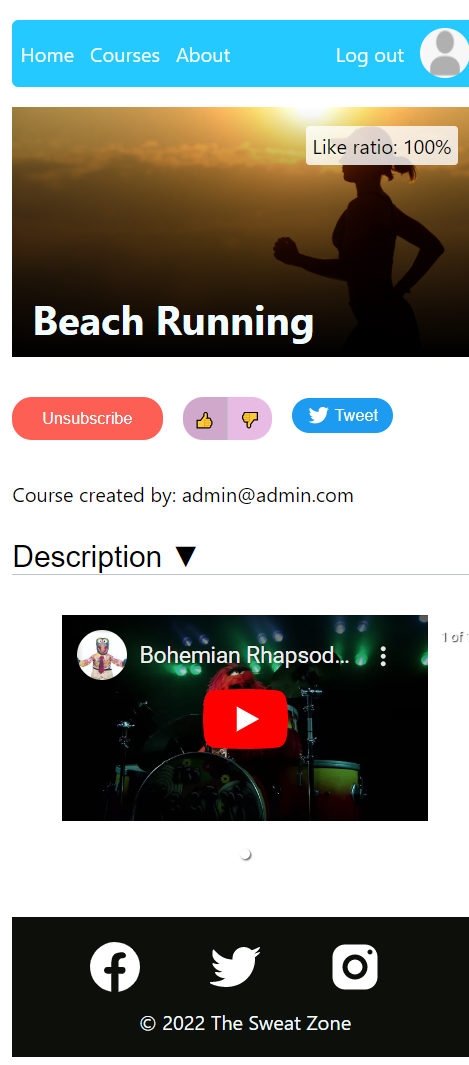 Home Courses About Log out
Like ratio: 100%
Beach Running
Unsubscribe Tweet
Course created by: admin@admin.com
Description ▼
Bohemian Rhapsod...
1 of
© 2022 The Sweat Zone